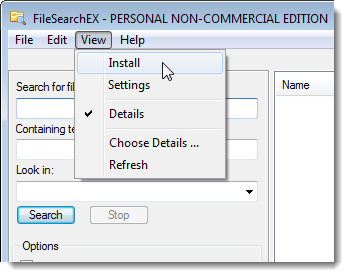 FileSearchEX - PERSONAL NON-COMMERCIAL EDITION
File Edit View Help
Install
Settings
Details
Choose Details ...
Refresh
Search for fil
Containing te
Look in:
Search Stop
Options
Name